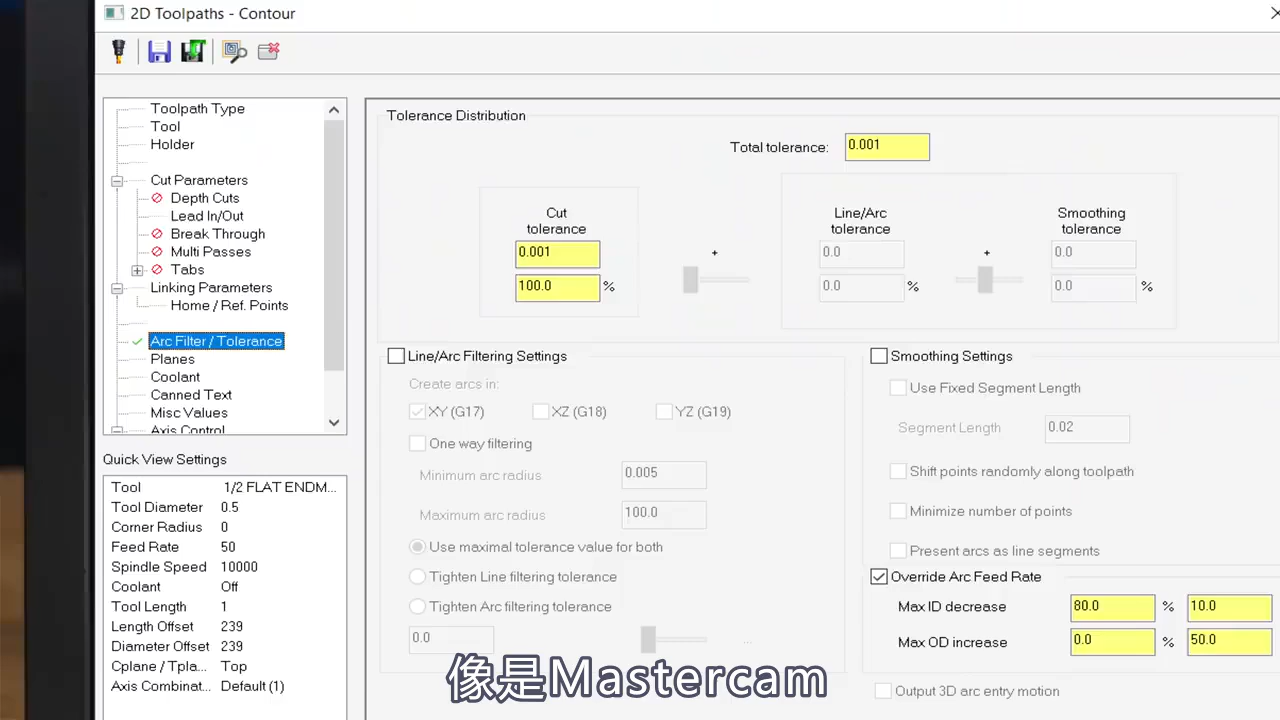 2D Toolpaths - Contour
Toolpath Type
Tool
Holder
Cut Parameters
Depth Cuts
Lead In/Out
Break Through
Multi Passes
Tabs
Linking Parameters
Home / Ref. Points
Arc Filter / Tolerance
Planes
Coolant
Canned Text
Misc Values
Axis Control
Quick View Settings
Tool 1/2 FLAT ENDM...
Tool Diameter 0.5
Corner Radius 0
Feed Rate 50
Spindle Speed 10000
Coolant Off
Tool Length 1
Length Offset 239
Diameter Offset 239
Cplane / Tpla... Top
Axis Combinat... Default (1)
Tolerance Distribution
Total tolerance: 0.001
Cut
tolerance
0.001
100.0 %
+
Line/Arc
tolerance
0.0
0.0 %
+
Smoothing
tolerance
0.0
0.0 %
Line/Arc Filtering Settings
Create arcs in:
XY (G17) XZ (G18) YZ (G19)
One way filtering
Minimum arc radius 0.005
Maximum arc radius 100.0
Use maximal tolerance value for both
Tighten Line filtering tolerance
Tighten Arc filtering tolerance
0.0 ...
Smoothing Settings
Use Fixed Segment Length
Segment Length 0.02
Shift points randomly along toolpath
Minimize number of points
Present arcs as line segments
Override Arc Feed Rate
Max ID decrease 80.0 % 10.0
Max OD increase 0.0 % 50.0
Output 3D arc entry motion
像是Mastercam